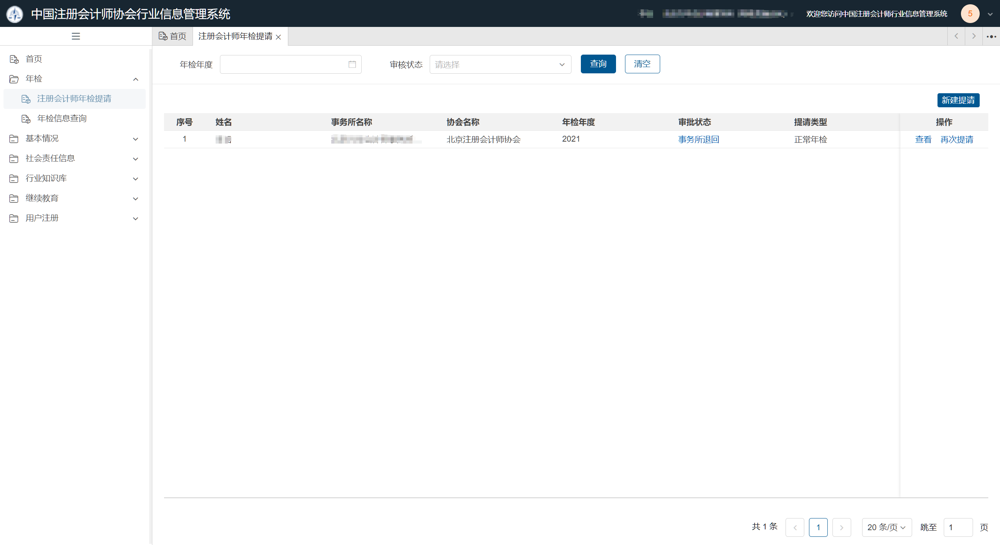 中国注册会计师协会行业信息管理系统
欢迎您访问中国注册会计师行业信息管理系统
5
首页
注册会计师年检提请
首页
年检
注册会计师年检提请
年检信息查询
基本情况
社会责任信息
行业知识库
继续教育
用户注册
年检年度
审核状态 请选择 查询 清空
新建提请
序号 姓名 事务所名称 协会名称 年检年度 审批状态 提请类型 操作
1 北京注册会计师协会 2021 事务所退回 正常年检 查看 再次提请
共 1 条 1 20 条/页 跳至 1 页